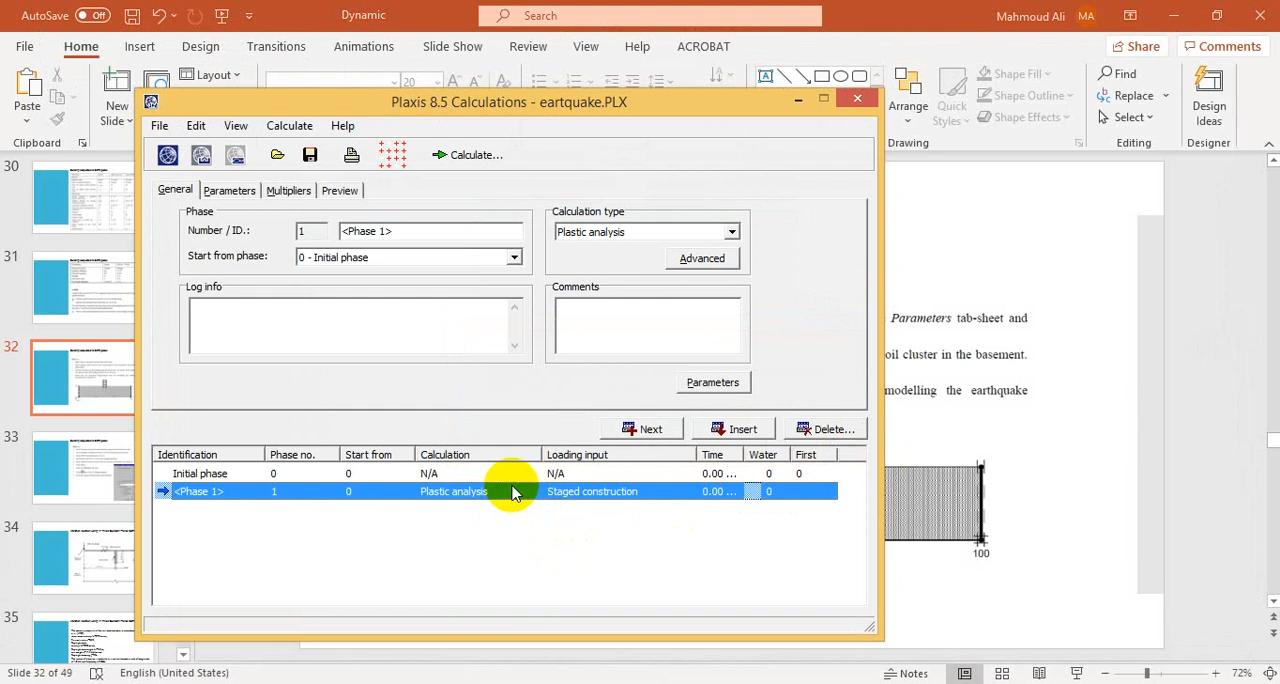 AutoSave Off Dynamic Search Mahmoud Ali MA
File Home Insert Design Transitions Animations Slide Show Review View Help ACROBAT Share Comments
Paste New Slide Layout 20 Arrange Quick Styles Shape Fill Shape Outline Shape Effects Find Replace Select Design Ideas
Clipboard Drawing Editing Designer
Plaxis 8.5 Calculations - eartquake.PLX
File Edit View Calculate Help
Calculate...
General Parameters Multipliers Preview
Phase
Number / ID.: 1 <Phase 1>
Start from phase: 0 - Initial phase
Calculation type
Plastic analysis
Advanced
Log info
Comments
Parameters
Next Insert Delete...
Identification Phase no. Start from Calculation Loading input Time Water First
Initial phase 0 0 N/A N/A 0.00 ... 0 0
<Phase 1> 1 0 Plastic analysis Staged construction 0.00 ... 0
30
31
32
33
34
35
Parameters tab-sheet and
oil cluster in the basement.
modelling the earthquake
100
Slide 32 of 49 English (United States) Notes 72%